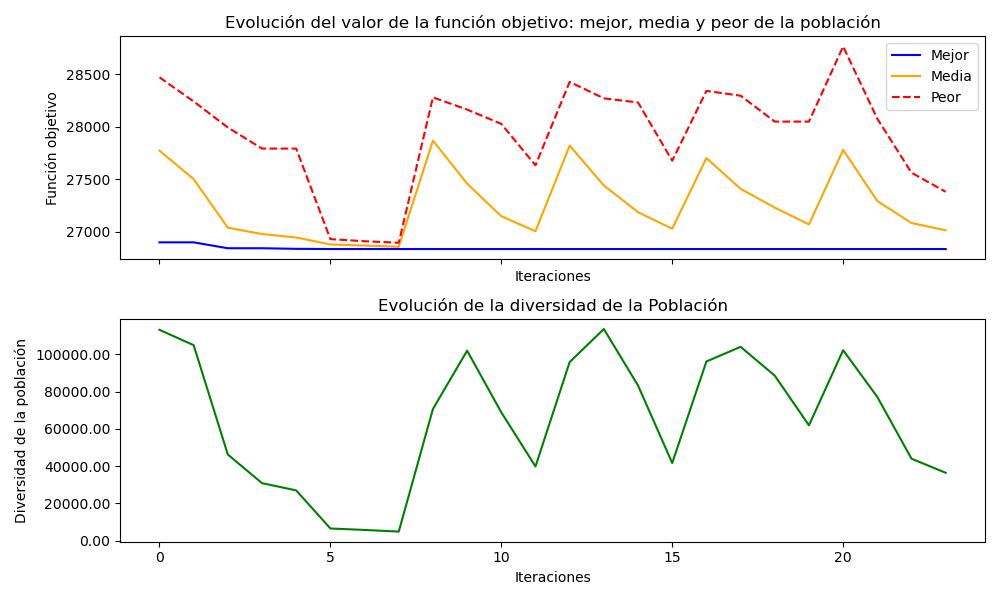 Evolución del valor de la función objetivo: mejor, media y peor de la población
Función objetivo
28500
28000
27500
27000
Mejor
Media
Peor
Iteraciones
Evolución de la diversidad de la Población
Diversidad de la población
100000.00
80000.00
60000.00
40000.00
20000.00
0.00
0 5 10 15 20
Iteraciones